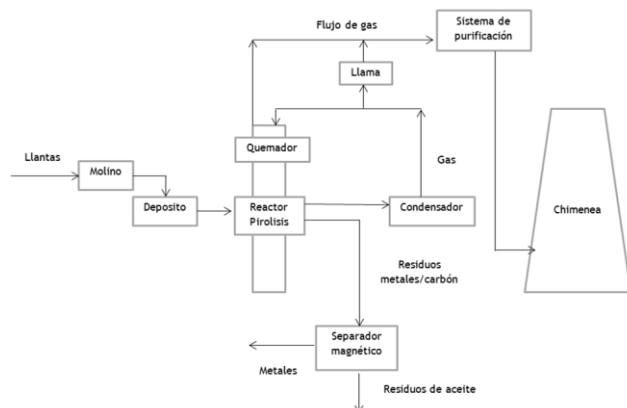 Flujo de gas
Sistema de
purificación
Llama
Llantas
Molino
Quemador
Gas
Deposito
Reactor
Pirolisis
Condensador
Chimenea
Residuos
metales/carbón
Separador
magnético
Metales
Residuos de aceite